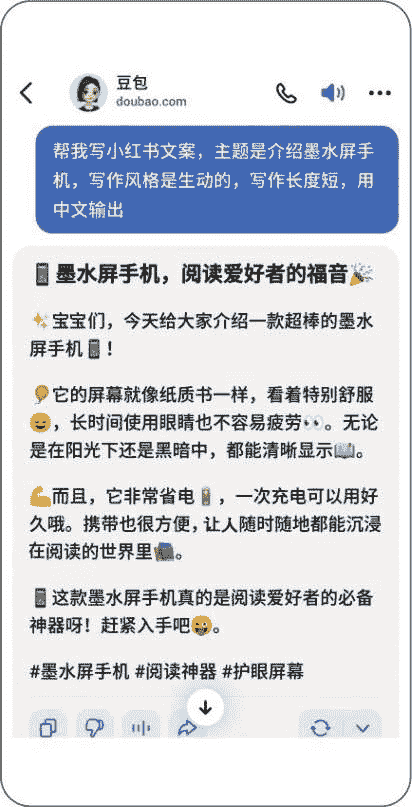 豆包
doubao.com
帮我写小红书文案，主题是介绍墨水屏手
机，写作风格是生动的，写作长度短，用
中文输出
📱墨水屏手机，阅读爱好者的福音🎉
✨宝宝们，今天给大家介绍一款超棒的墨水
屏手机📱！
🎈它的屏幕就像纸质书一样，看着特别舒服
😄，长时间使用眼睛也不容易疲劳👀。无论
是在阳光下还是黑暗中，都能清晰显示📖。
💪而且，它非常省电🔋，一次充电可以用好
久哦。携带也很方便，让人随时随地都能沉浸
在阅读的世界里📚。
📱这款墨水屏手机真的是阅读爱好者的必备
神器呀！赶紧入手吧😜。
#墨水屏手机 #阅读神器 #护眼屏幕